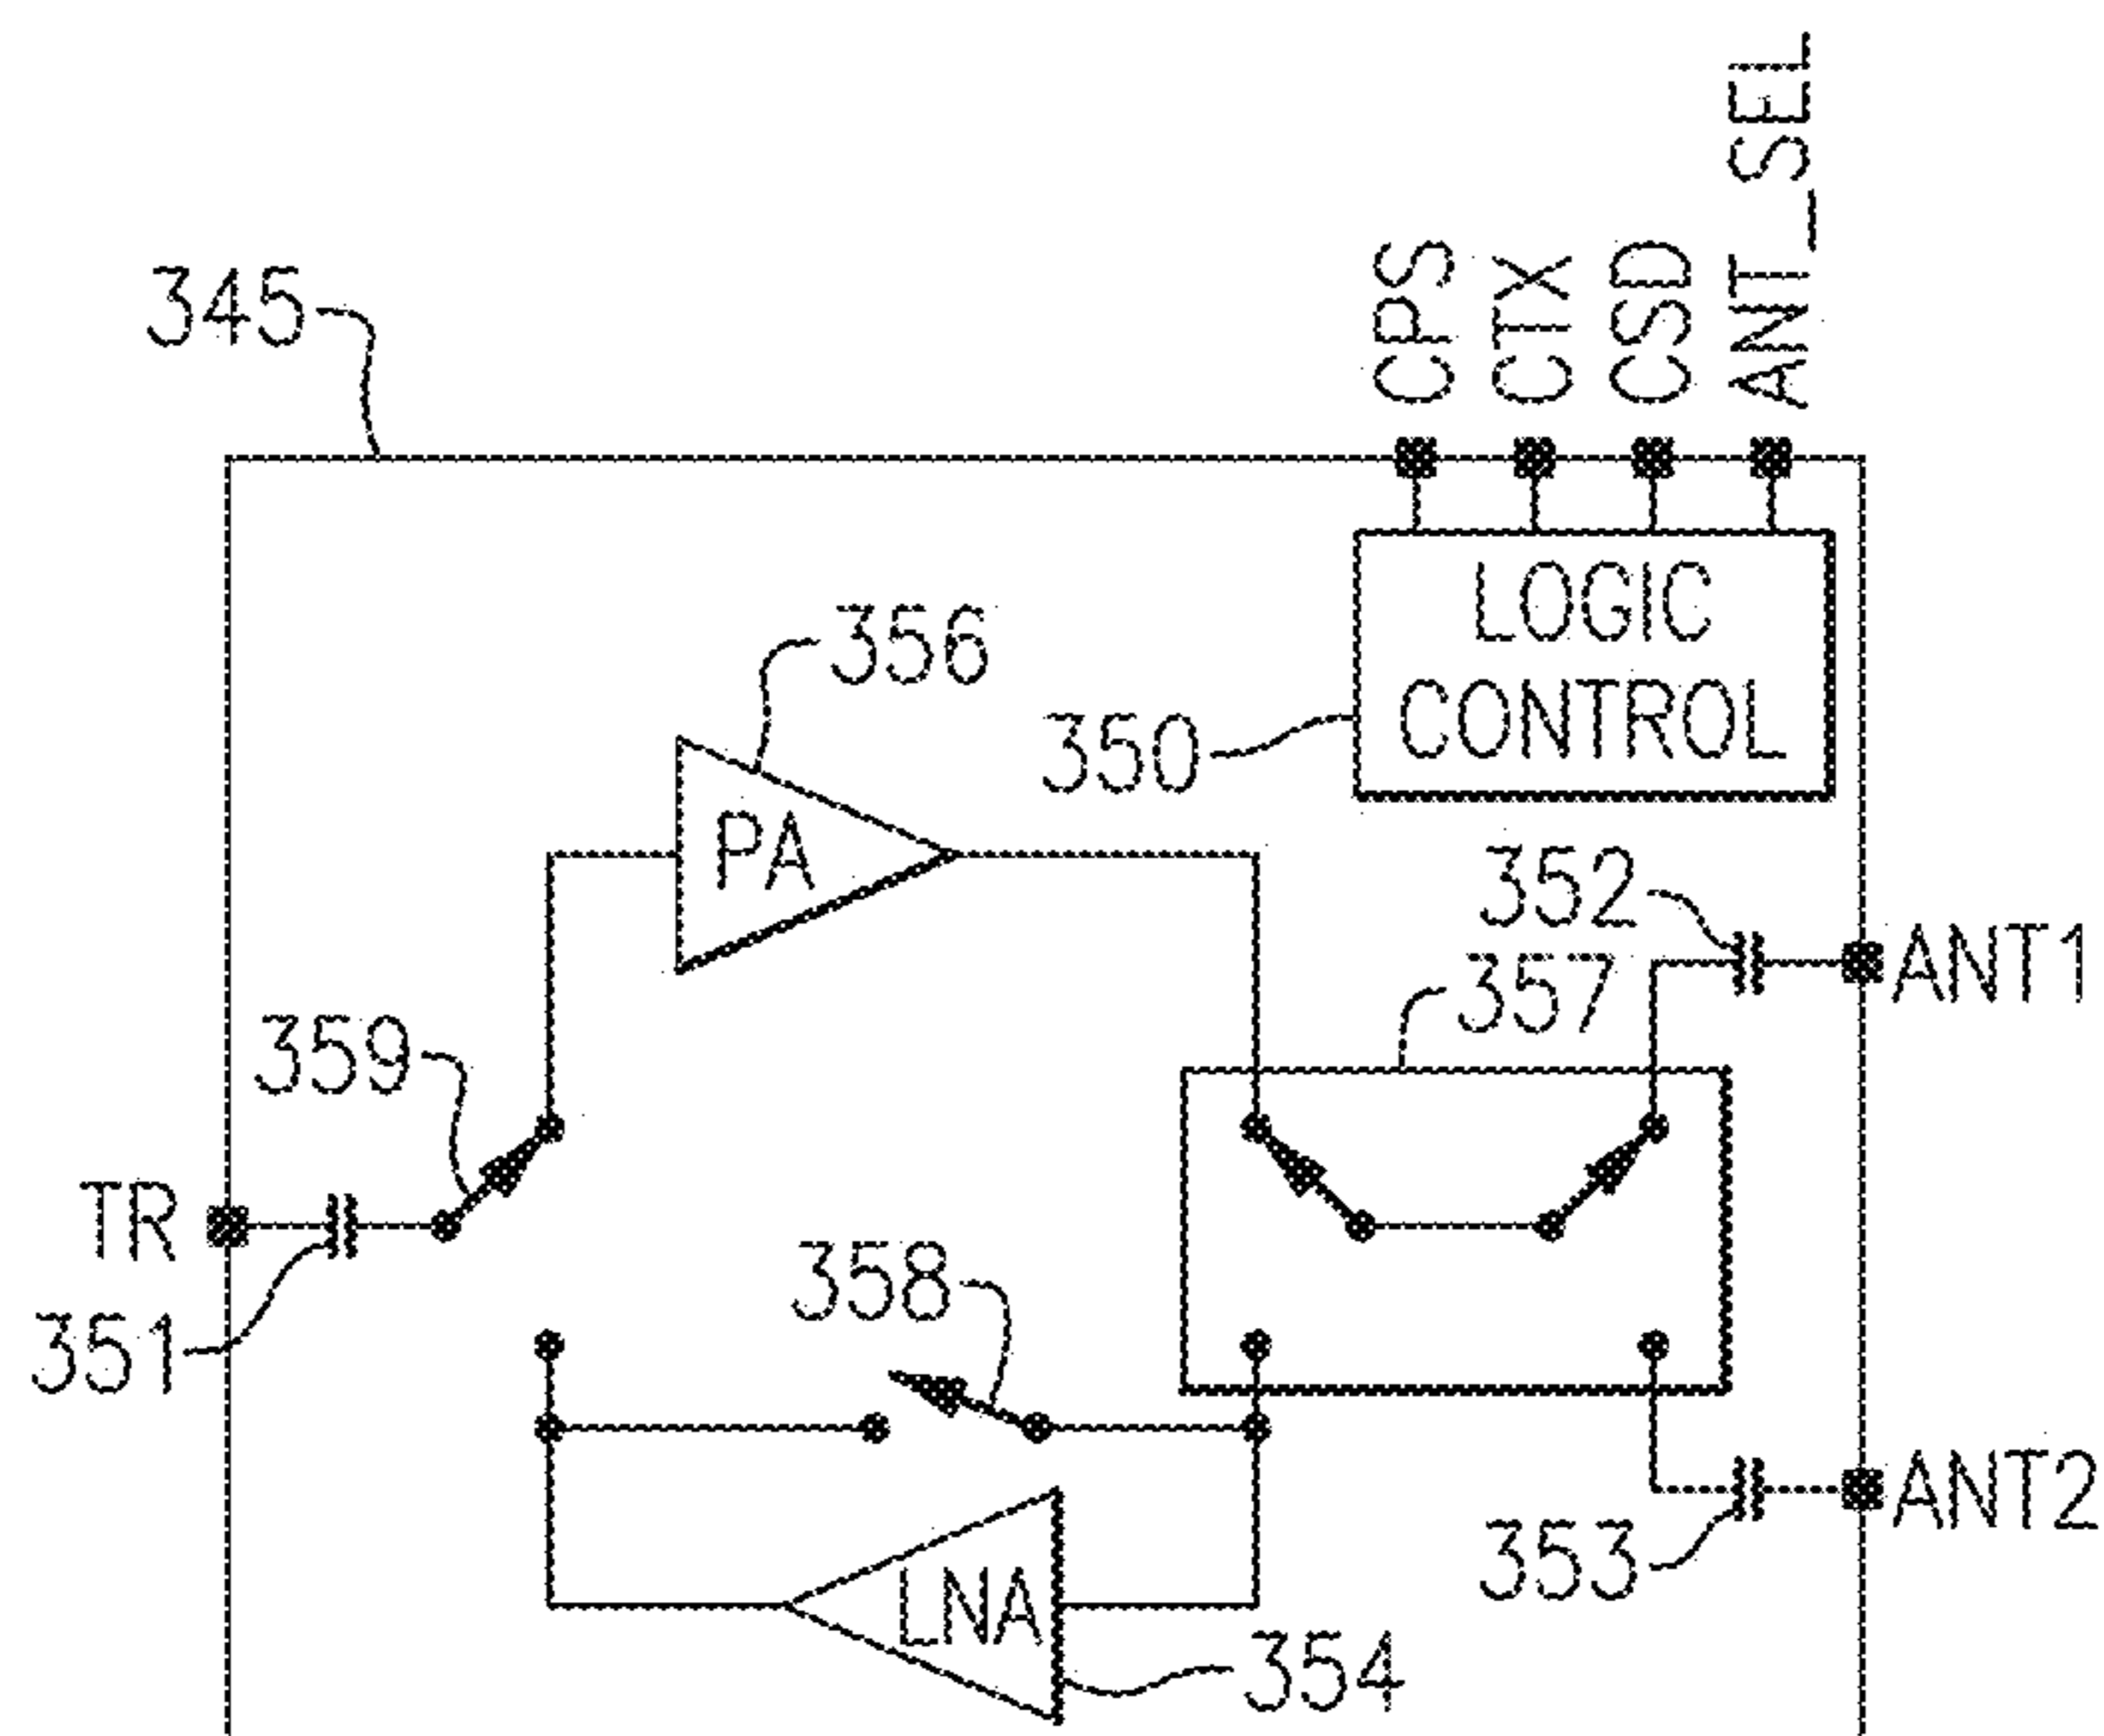 CPS
CTX
CSD
ANT_SEL
345
LOGIC
CONTROL
356
350
PA
352
ANT1
357
359
TR
358
351
ANT2
353
LNA
354